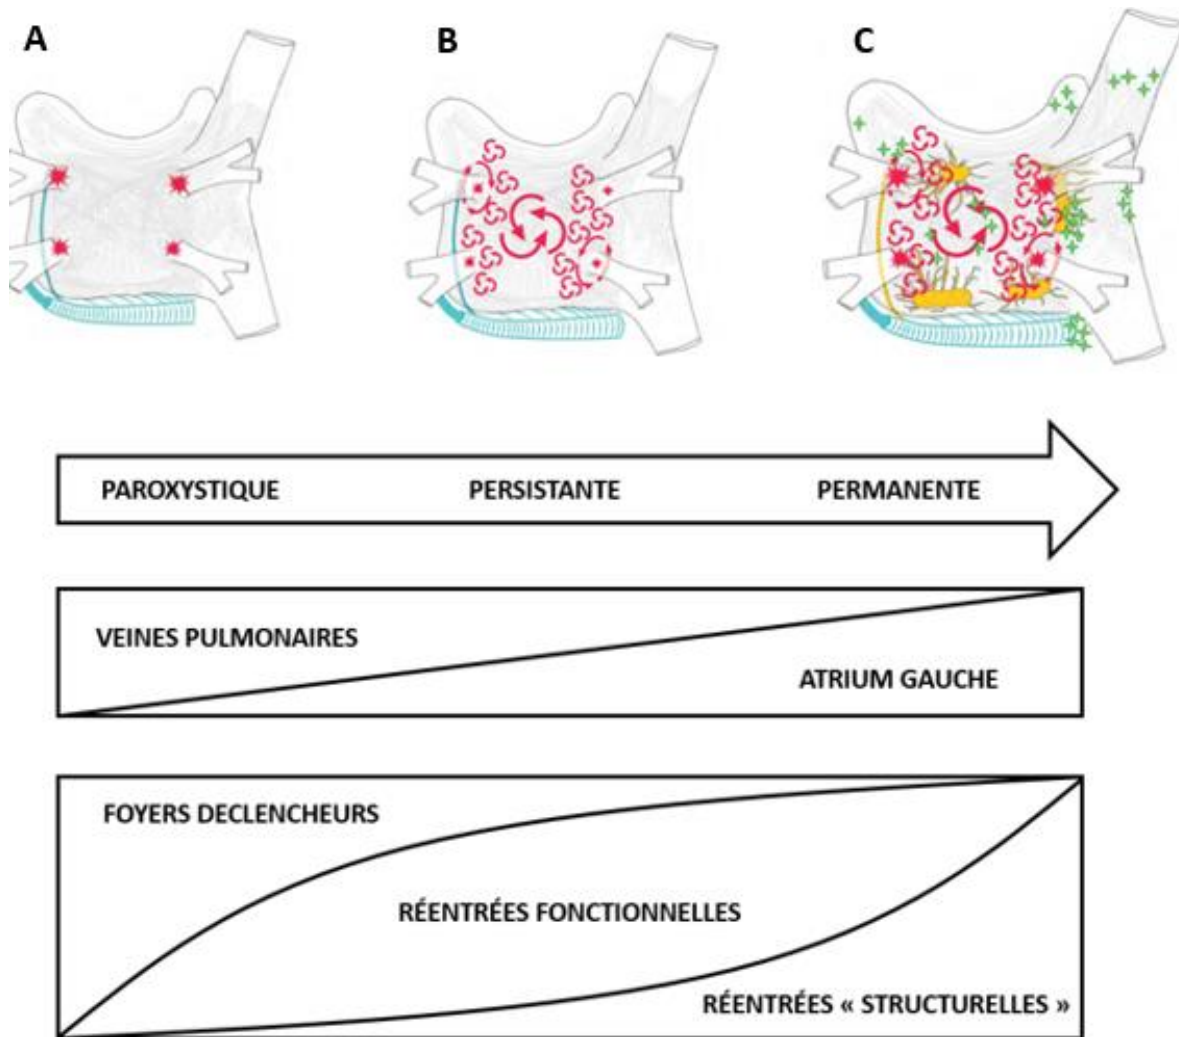 A
B
C
PAROXYSTIQUE
PERSISTANTE
PERMANENTE
VEINES PULMONAIRES
ATRIUM GAUCHE
FOYERS DECLENCHEURS
RÉENTRÉES FONCTIONNELLES
RÉENTRÉES « STRUCTURELLES »